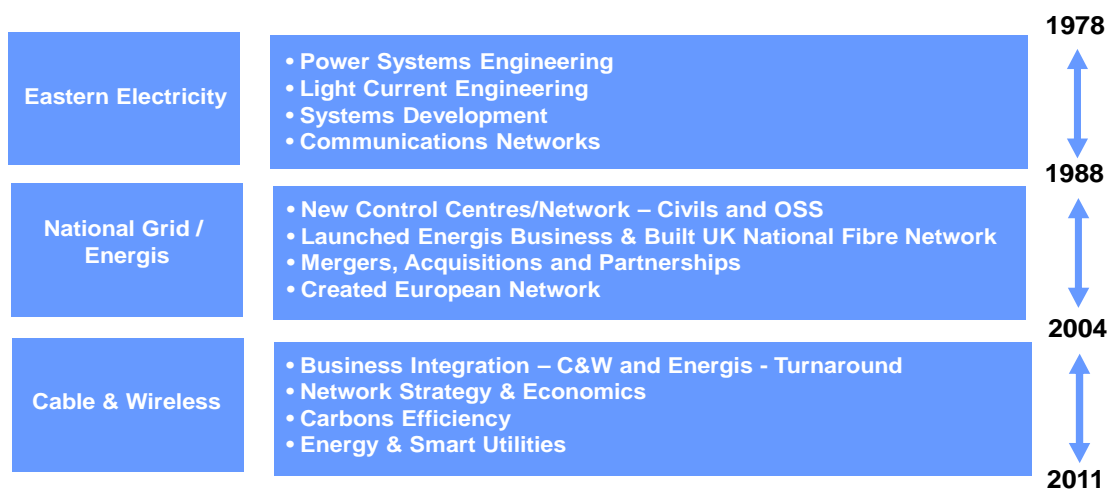 1978
Eastern Electricity
• Power Systems Engineering
• Light Current Engineering
• Systems Development
• Communications Networks
1988
National Grid /
Energis
• New Control Centres/Network – Civils and OSS
• Launched Energis Business & Built UK National Fibre Network
• Mergers, Acquisitions and Partnerships
• Created European Network
2004
Cable & Wireless
• Business Integration – C&W and Energis - Turnaround
• Network Strategy & Economics
• Carbons Efficiency
• Energy & Smart Utilities
2011